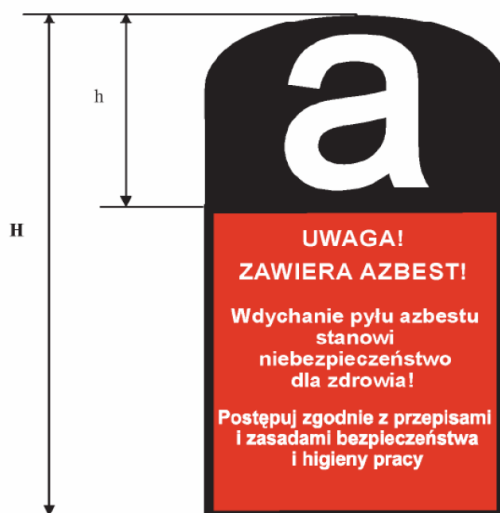 h
H
a
UWAGA!
ZAWIERA AZBEST!
Wdychanie pyłu azbestu
stanowi
niebezpieczeństwo
dla zdrowia!
Postępuj zgodnie z przepisami
i zasadami bezpieczeństwa
i higieny pracy